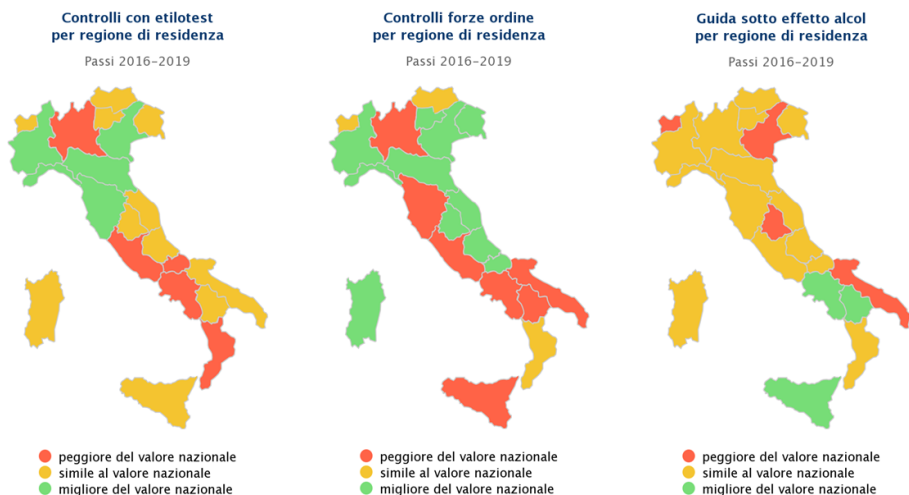 Controlli con etilotest
per regione di residenza
Passi 2016-2019
peggiore del valore nazionale
simile al valore nazionale
migliore del valore nazionale
Controlli forze ordine
per regione di residenza
Passi 2016-2019
peggiore del valore nazionale
simile al valore nazionale
migliore del valore nazionale
Guida sotto effetto alcol
per regione di residenza
Passi 2016-2019
peggiore del valore nazionale
simile al valore nazionale
migliore del valore nazionale